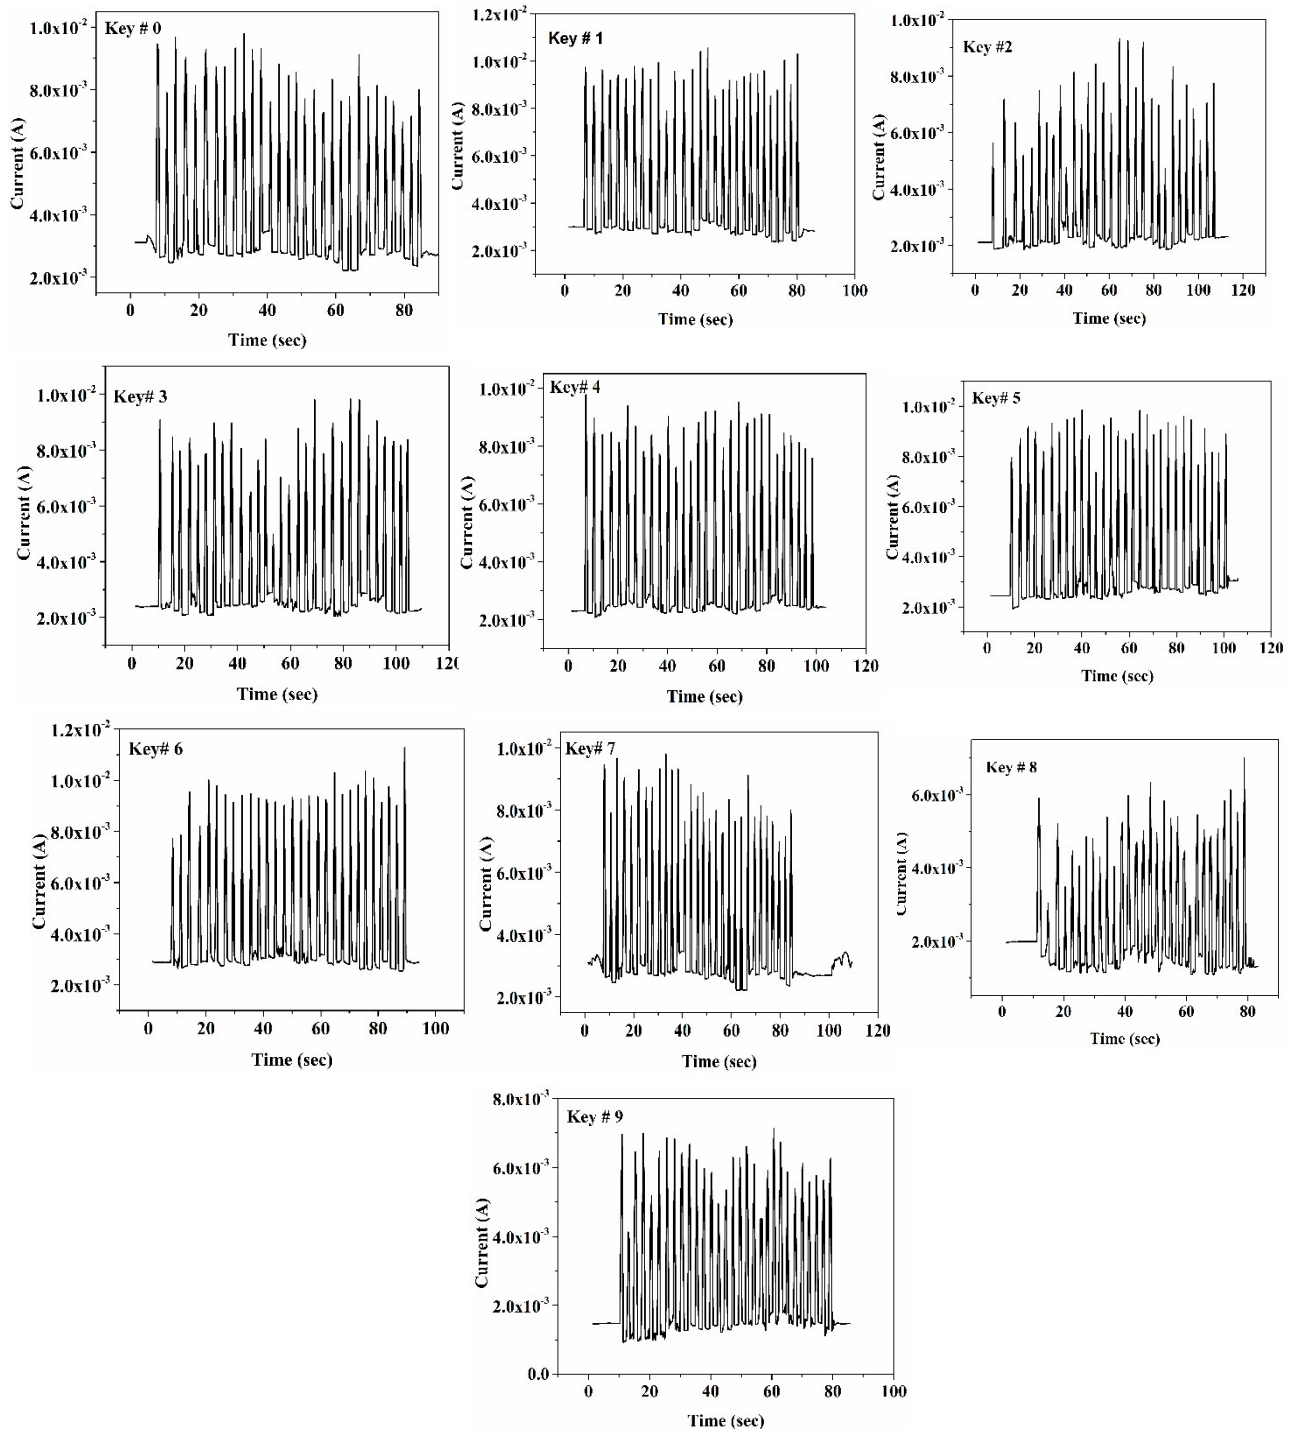 Key # 0
1.0x10⁻²
8.0x10⁻³
6.0x10⁻³
4.0x10⁻³
2.0x10⁻³
Current (A)
0 20 40 60 80
Time (sec)
Key # 1
1.2x10⁻²
1.0x10⁻²
8.0x10⁻³
6.0x10⁻³
4.0x10⁻³
2.0x10⁻³
Current (A)
0 20 40 60 80 100
Time (sec)
Key #2
1.0x10⁻²
8.0x10⁻³
6.0x10⁻³
4.0x10⁻³
2.0x10⁻³
Current (A)
0 20 40 60 80 100 120
Time (sec)
Key# 3
1.0x10⁻²
8.0x10⁻³
6.0x10⁻³
4.0x10⁻³
2.0x10⁻³
Current (A)
0 20 40 60 80 100 120
Time (sec)
Key# 4
1.0x10⁻²
8.0x10⁻³
6.0x10⁻³
4.0x10⁻³
2.0x10⁻³
Current (A)
0 20 40 60 80 100 120
Time (sec)
Key# 5
1.0x10⁻²
8.0x10⁻³
6.0x10⁻³
4.0x10⁻³
2.0x10⁻³
Current (A)
0 20 40 60 80 100 120
Time (sec)
Key# 6
1.2x10⁻²
1.0x10⁻²
8.0x10⁻³
6.0x10⁻³
4.0x10⁻³
2.0x10⁻³
Current (A)
0 20 40 60 80 100
Time (sec)
Key# 7
1.0x10⁻²
8.0x10⁻³
6.0x10⁻³
4.0x10⁻³
2.0x10⁻³
Current (A)
0 20 40 60 80 100 120
Time (sec)
Key # 8
6.0x10⁻³
4.0x10⁻³
2.0x10⁻³
Current (A)
0 20 40 60 80
Time (sec)
Key # 9
8.0x10⁻³
6.0x10⁻³
4.0x10⁻³
2.0x10⁻³
0.0
Current (A)
0 20 40 60 80 100
Time (sec)